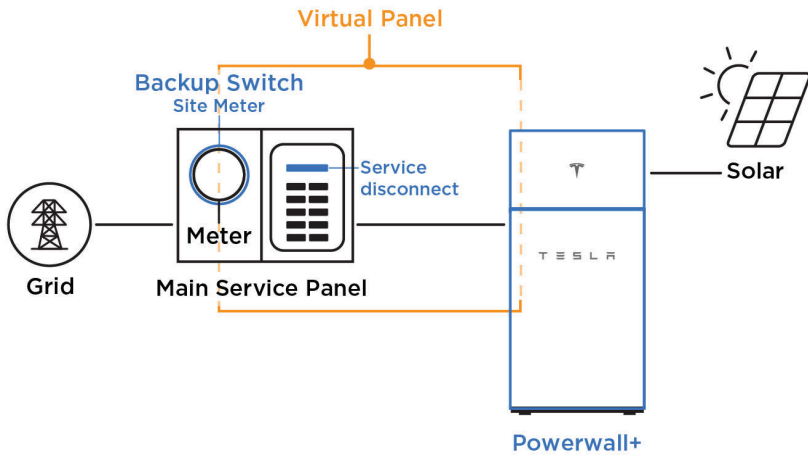 Virtual Panel
Backup Switch
Site Meter
Service
disconnect
Solar
Meter
TESLA
Grid
Main Service Panel
Powerwall+